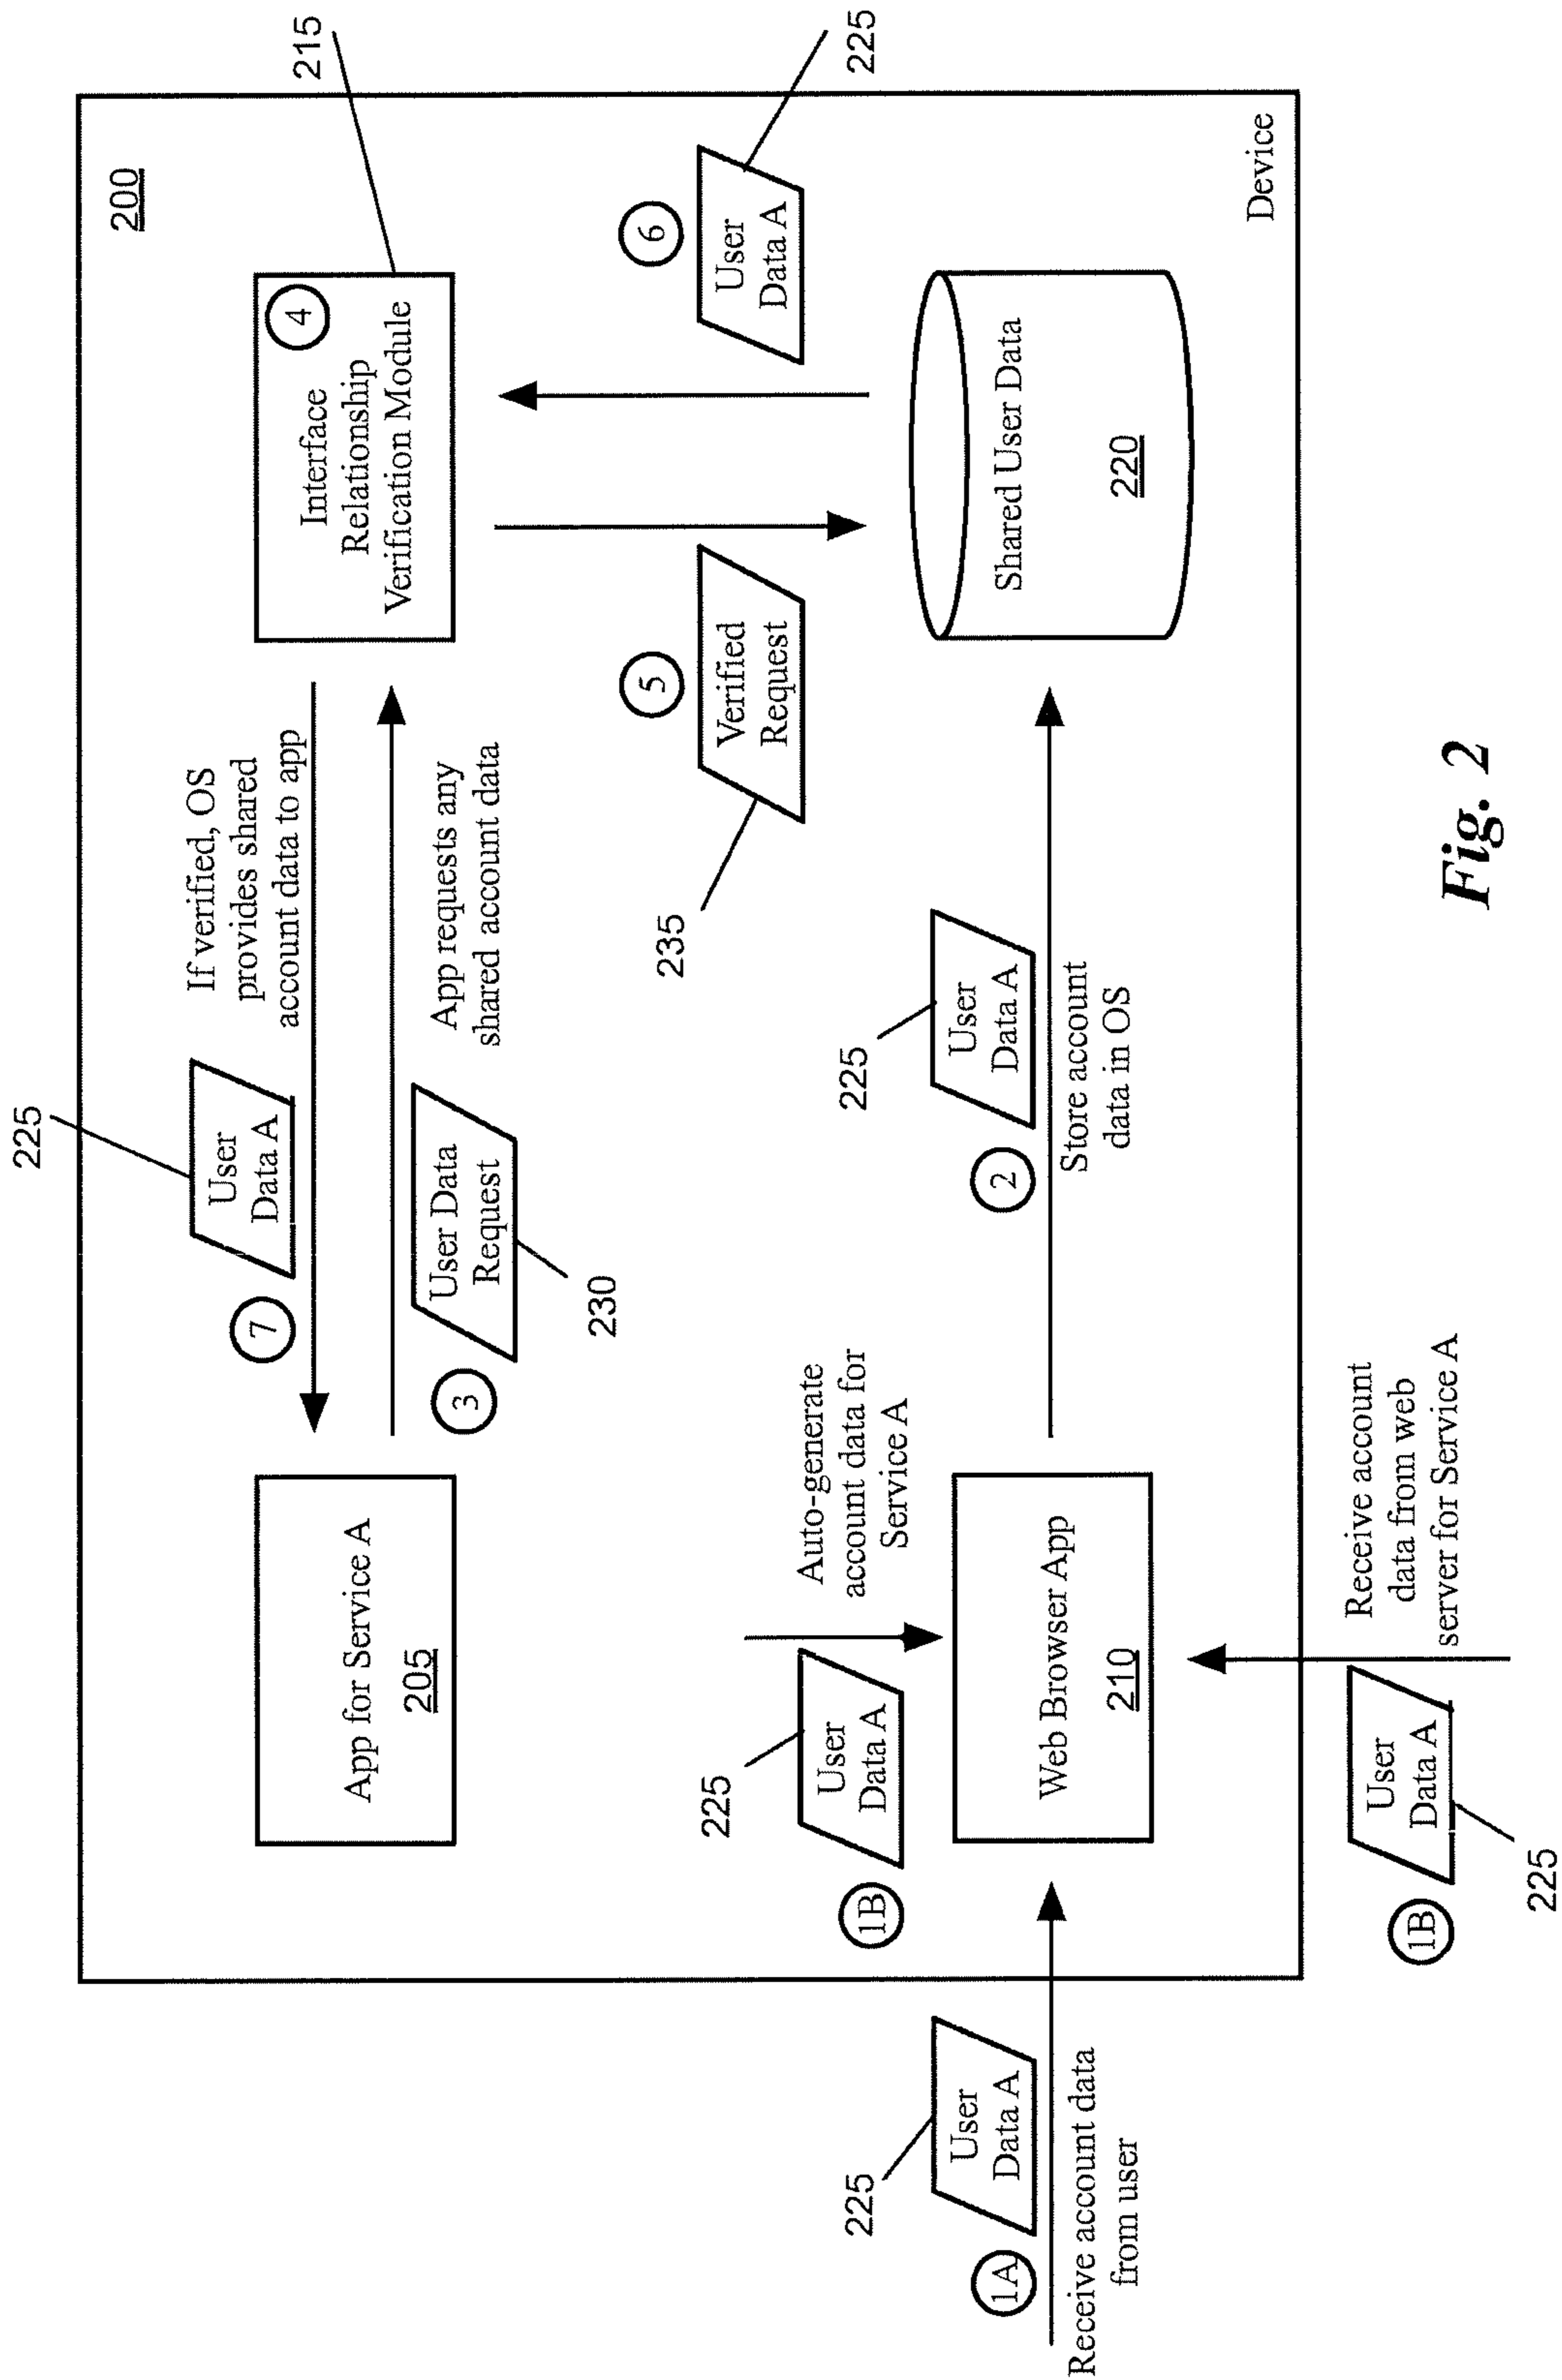 200
215
Interface
Relationship
Verification Module
4
If verified, OS
provides shared
account data to app
225
User
Data A
7
App requests any
shared account data
User Data
Request
230
3
App for Service A
205
6
User
Data A
225
5
Verified
Request
235
Shared User Data
220
225
User
Data A
2
Store account
data in OS
Auto-generate
account data for
Service A
225
User
Data A
1B
Web Browser App
210
Device
225
User
Data A
1A
Receive account data
from user
Receive account
data from web
server for Service A
User
Data A
225
1B
Fig. 2